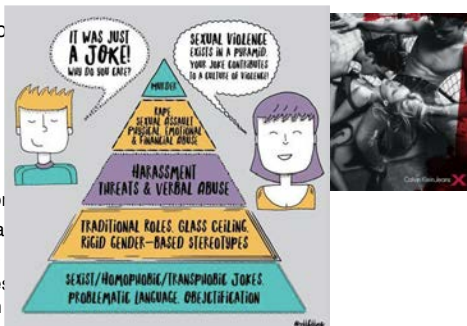 IT WAS JUST
A JOKE!
WHY DO YOU CARE?
SEXUAL VIOLENCE
EXISTS IN A PYRAMID.
YOUR JOKE CONTRIBUTES
TO A CULTURE OF VIOLENCE!
MURDER
RAPE
SEXUAL ASSAULT
PHYSICAL, EMOTIONAL
& FINANCIAL ABUSE
HARASSMENT
THREATS & VERBAL ABUSE
TRADITIONAL ROLES, GLASS CEILING,
RIGID GENDER-BASED STEREOTYPES
SEXIST/HOMOPHOBIC/TRANSPHOBIC JOKES,
PROBLEMATIC LANGUAGE, OBEJCTIFICATION
Calvin Klein Jeans X